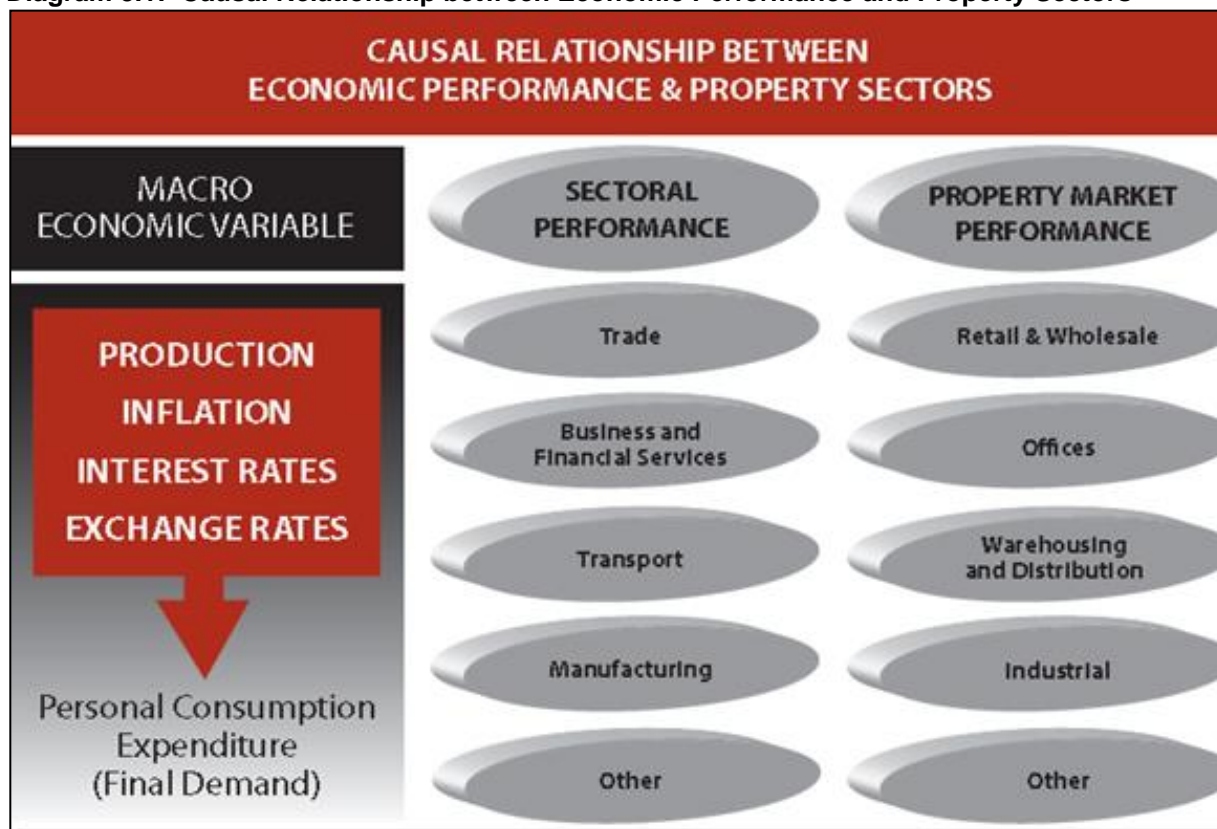 CAUSAL RELATIONSHIP BETWEEN
ECONOMIC PERFORMANCE & PROPERTY SECTORS
MACRO
ECONOMIC VARIABLE
SECTORAL
PERFORMANCE
PROPERTY MARKET
PERFORMANCE
PRODUCTION
INFLATION
INTEREST RATES
EXCHANGE RATES
Personal Consumption
Expenditure
(Final Demand)
Trade
Retail & Wholesale
Business and
Financial Services
Offices
Transport
Warehousing
and Distribution
Manufacturing
Industrial
Other
Other